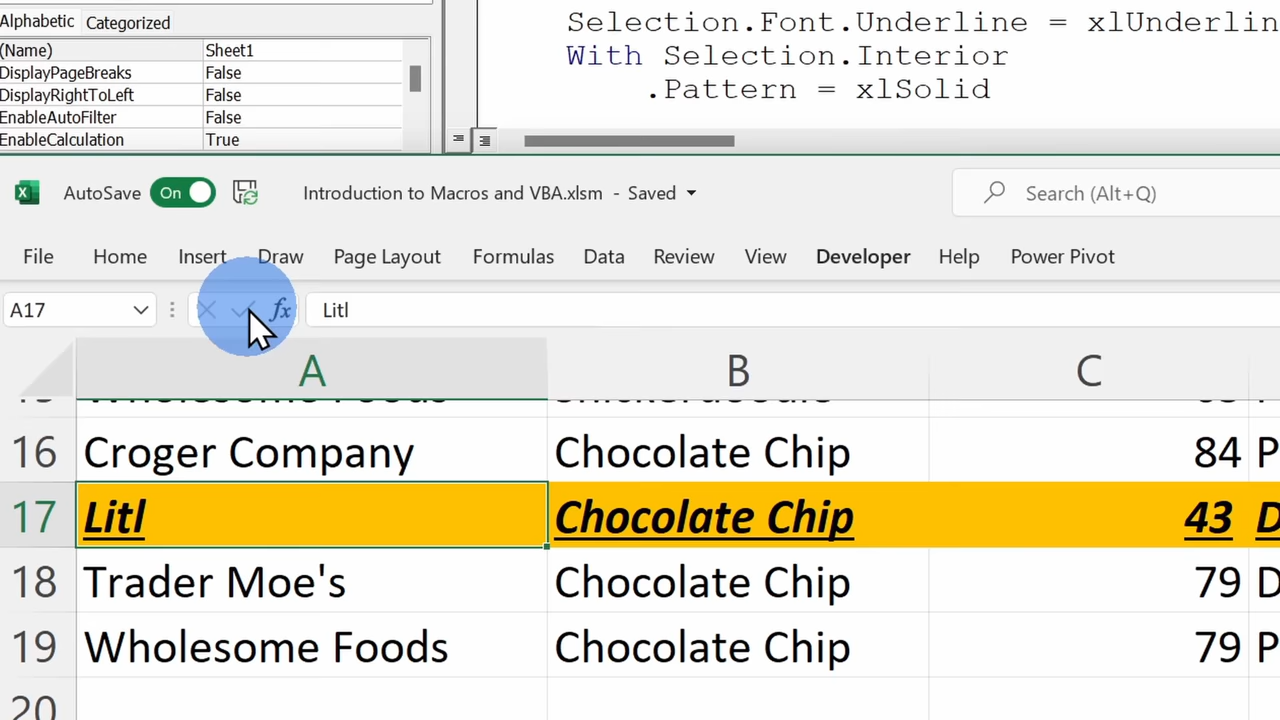 Alphabetic Categorized
(Name) Sheet1
DisplayPageBreaks False
DisplayRightToLeft False
EnableAutoFilter False
EnableCalculation True
Selection.Font.Underline = xlUnderlin
With Selection.Interior
.Pattern = xlSolid
AutoSave On Introduction to Macros and VBA.xlsm - Saved Search (Alt+Q)
File Home Insert Draw Page Layout Formulas Data Review View Developer Help Power Pivot
A17 fx Litl
A B C
16 Croger Company Chocolate Chip 84 P
17 Litl Chocolate Chip 43 D
18 Trader Moe's Chocolate Chip 79 D
19 Wholesome Foods Chocolate Chip 79 P
20